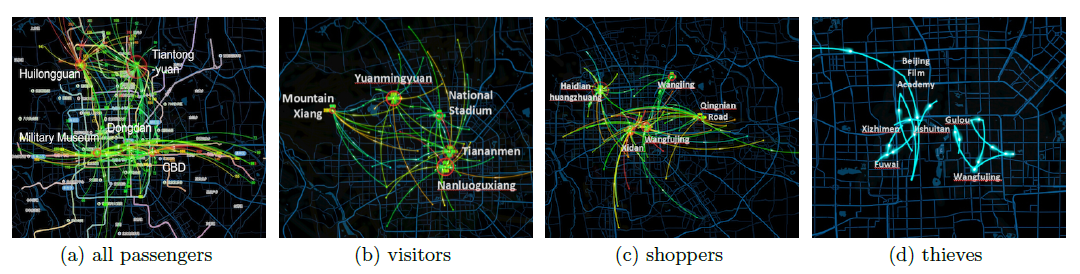 Tiantong
-yuan
Huilongguan
Military Museum
Dongdan
CBD
(a) all passengers
Yuanmingyuan
Mountain
Xiang
National
Stadium
Tiananmen
Nanluoguxiang
(b) visitors
Haidian
huangzhuang
Wangjing
Qingnian
Road
Wangfujing
Xidan
(c) shoppers
Beijing
Film
Academy
Gulou
Xizhimen
Jishuitan
Fuwai
Wangfujing
(d) thieves